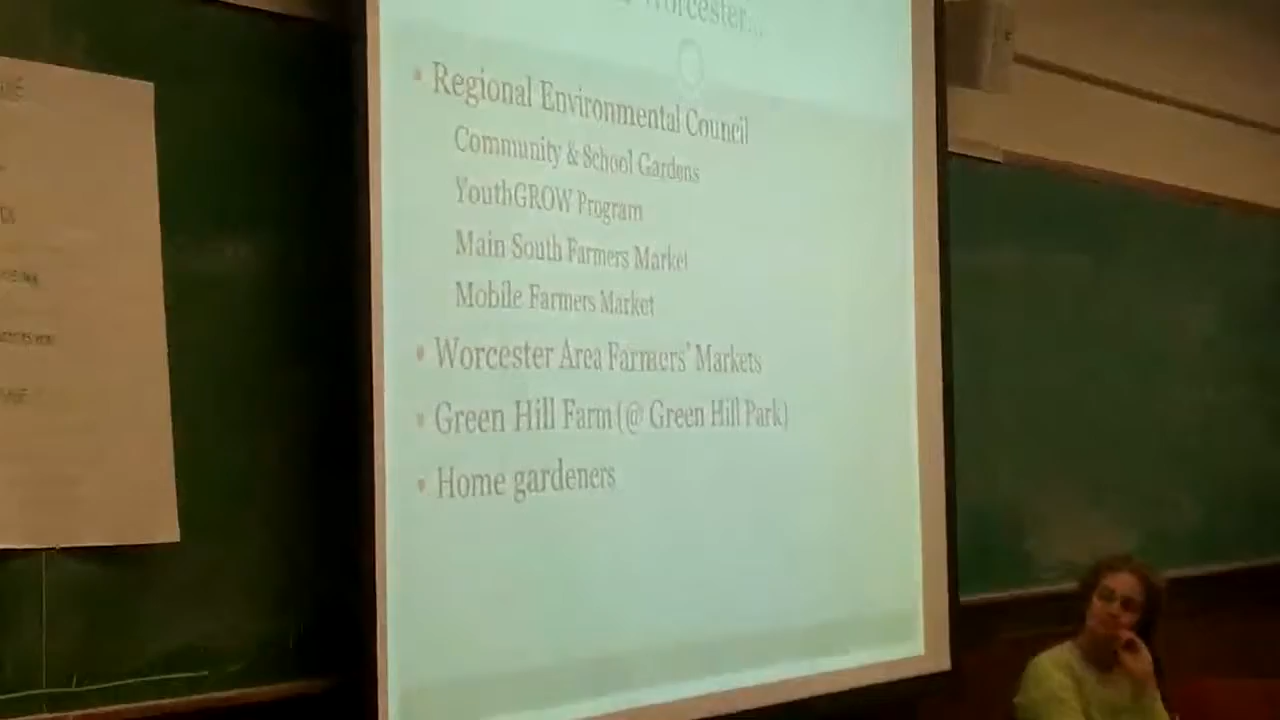 Worcester...
• Regional Environmental Council
Community & School Gardens
YouthGROW Program
Main South Farmers Market
Mobile Farmers Market
• Worcester Area Farmers' Markets
• Green Hill Farm (@ Green Hill Park)
• Home gardeners